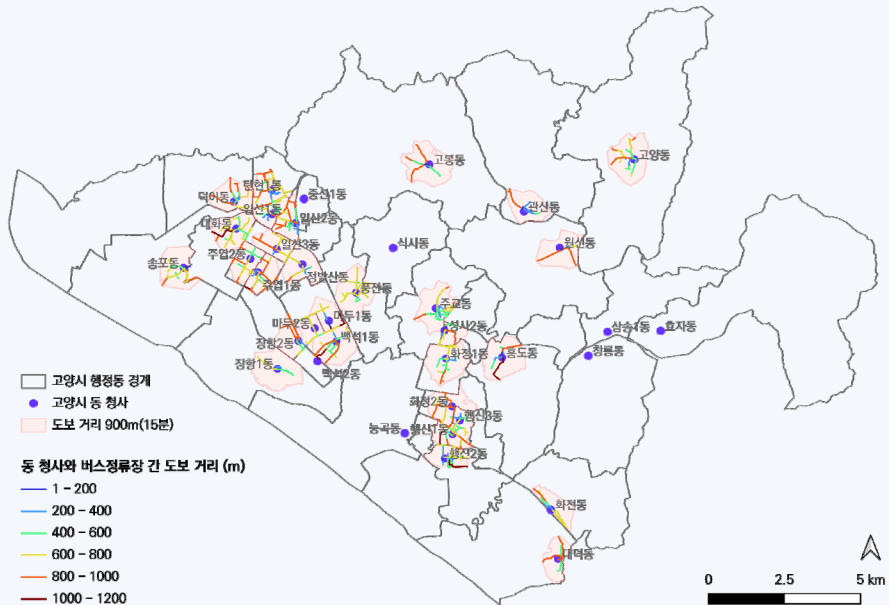 고봉동
고양동
탄현1동
중산1동
덕이동
관산동
일산1동
일산2동
대화동
일산3동
식사동
원신동
주엽2동
송포동
정발산동
주엽1동
풍산동
주교동
마두1동
성사2동
마두2동
삼송1동
효자동
백석1동
장항2동
화정1동
흥도동
창릉동
장항1동
백석2동
고양시 행정동 경계
고양시 동 청사
화정2동
도보 거리 900m(15분)
행신3동
능곡동
행신1동
행신2동
동 청사와 버스정류장 간 도보 거리 (m)
1 - 200
200 - 400
화전동
400 - 600
600 - 800
대덕동
800 - 1000
1000 - 1200
0 2.5 5 km